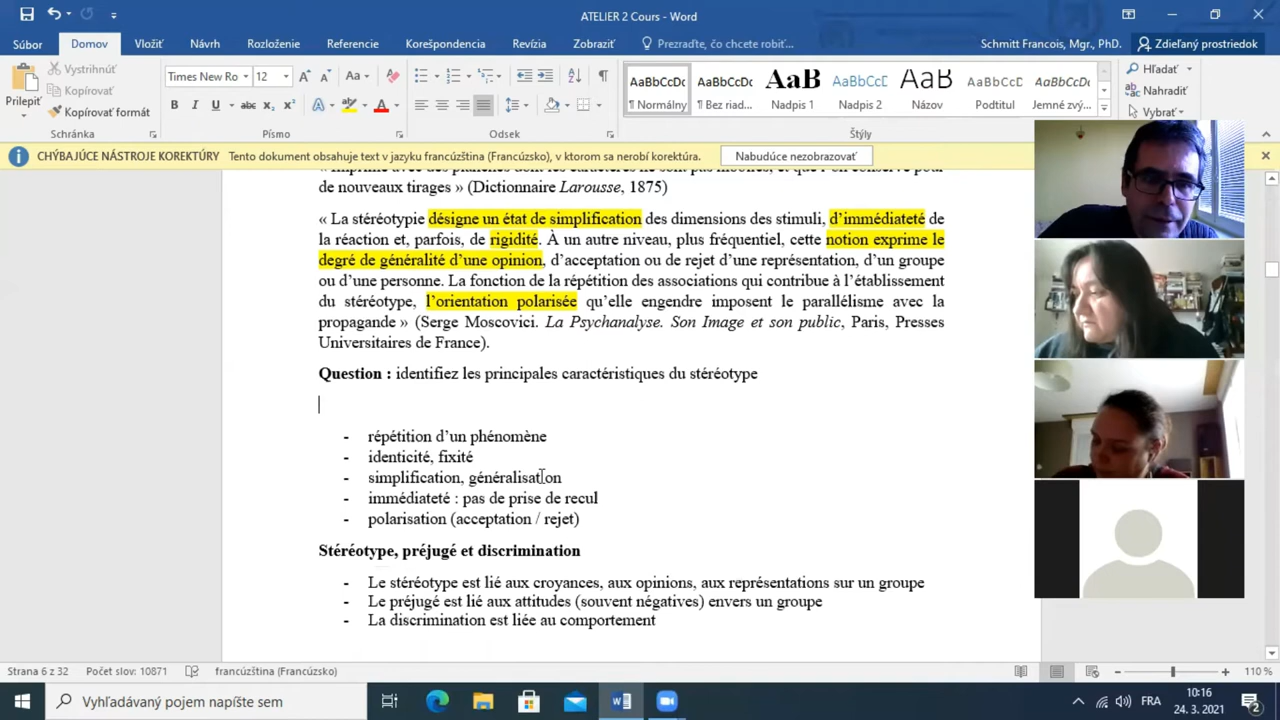 ATELIER 2 Cours - Word
Súbor Domov Vložiť Návrh Rozloženie Referencie Korešpondencia Revízia Zobraziť Prezraďte, čo chcete robiť... Schmitt Francois, Mgr., PhD. Zdieľaný prostriedok
Prilepiť
Vystrihnúť
Kopírovať
Kopírovať formát
Schránka
Times New Ro 12
Písmo
Odsek
AaBbCcDc AaBbCcDc AaB AaBbCcD AaB AaBbCcD AaBbCcDc
¶ Normálny ¶ Bez riad... Nadpis 1 Nadpis 2 Názov Podtitul Jemné zvý...
Štýly
Hľadať
Nahradiť
Vybrať
CHÝBAJÚCE NÁSTROJE KOREKTÚRY Tento dokument obsahuje text v jazyku francúzština (Francúzsko), v ktorom sa nerobí korektúra. Nabudúce nezobrazovať
de nouveaux tirages » (Dictionnaire Larousse, 1875)
« La stéréotypie désigne un état de simplification des dimensions des stimuli, d’immédiateté de
la réaction et, parfois, de rigidité. À un autre niveau, plus fréquentiel, cette notion exprime le
degré de généralité d’une opinion, d’acceptation ou de rejet d’une représentation, d’un groupe
ou d’une personne. La fonction de la répétition des associations qui contribue à l’établissement
du stéréotype, l’orientation polarisée qu’elle engendre imposent le parallélisme avec la
propagande » (Serge Moscovici. La Psychanalyse. Son Image et son public, Paris, Presses
Universitaires de France).
Question : identifiez les principales caractéristiques du stéréotype
- répétition d’un phénomène
- identicité, fixité
- simplification, généralisation
- immédiateté : pas de prise de recul
- polarisation (acceptation / rejet)
Stéréotype, préjugé et discrimination
- Le stéréotype est lié aux croyances, aux opinions, aux représentations sur un groupe
- Le préjugé est lié aux attitudes (souvent négatives) envers un groupe
- La discrimination est liée au comportement
Strana 6 z 32 Počet slov: 10871 francúzština (Francúzsko) 110 %
Vyhľadávaný pojem napíšte sem
FRA
10:16
24. 3. 2021
2